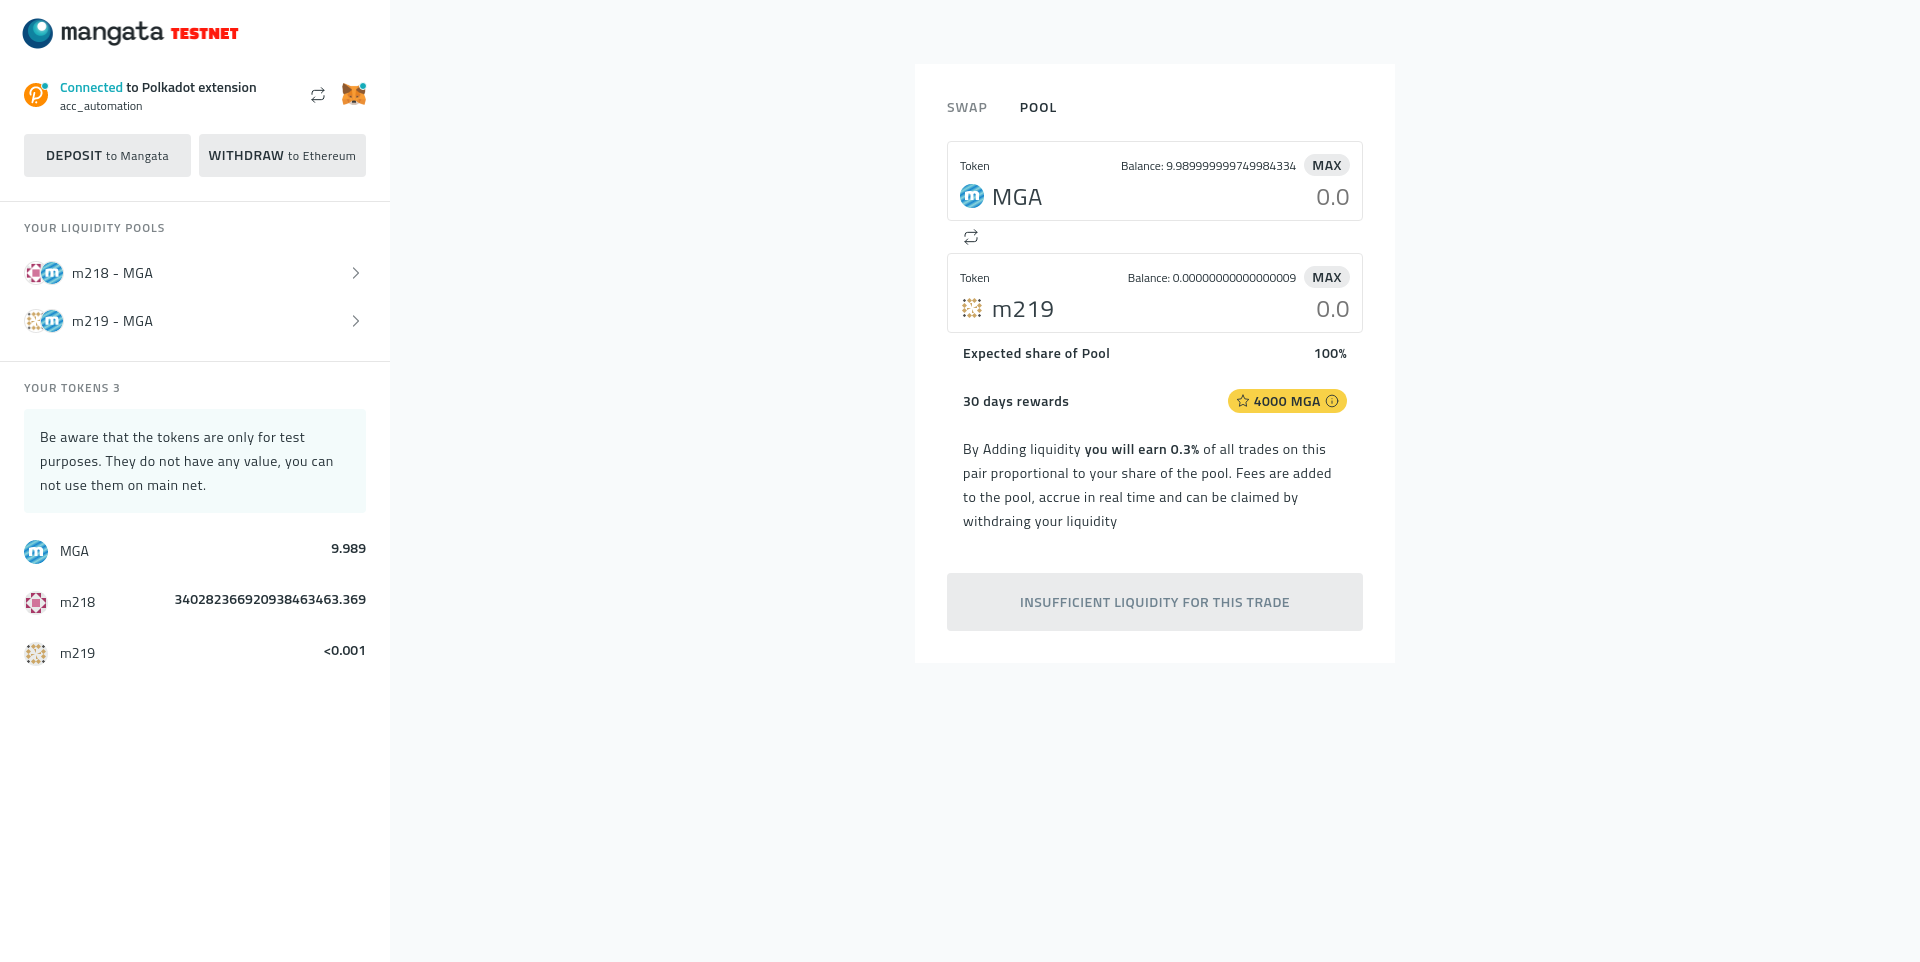 mangata TESTNET
Connected to Polkadot extension
acc_automation
DEPOSIT to Mangata
WITHDRAW to Ethereum
YOUR LIQUIDITY POOLS
m218 - MGA
m219 - MGA
YOUR TOKENS 3
Be aware that the tokens are only for test
purposes. They do not have any value, you can
not use them on main net.
MGA 9.989
m218 340282366920938463463.369
m219 <0.001
SWAP POOL
Token Balance: 9.989999999749984334 MAX
MGA 0.0
Token Balance: 0.00000000000000009 MAX
m219 0.0
Expected share of Pool 100%
30 days rewards 4000 MGA
By Adding liquidity you will earn 0.3% of all trades on this
pair proportional to your share of the pool. Fees are added
to the pool, accrue in real time and can be claimed by
withdraing your liquidity
INSUFFICIENT LIQUIDITY FOR THIS TRADE